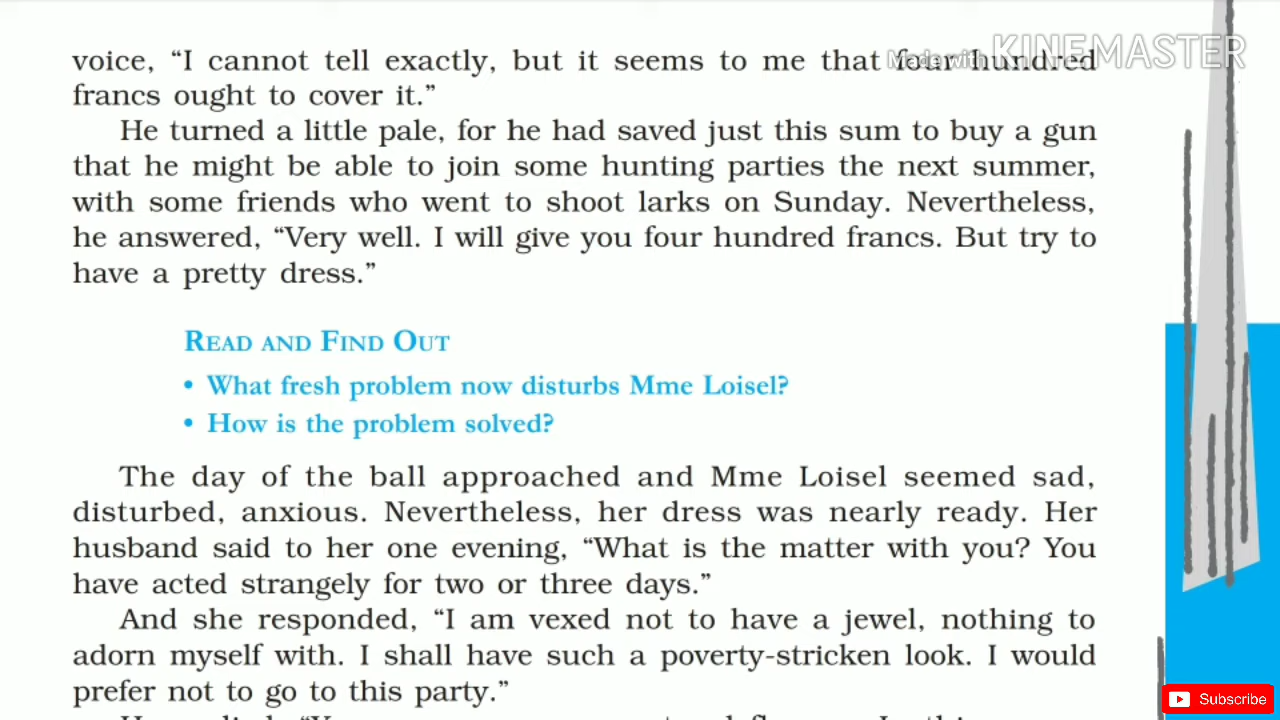 voice, “I cannot tell exactly, but it seems to me that four hundred
Made with KINEMASTER
francs ought to cover it.”
He turned a little pale, for he had saved just this sum to buy a gun
that he might be able to join some hunting parties the next summer,
with some friends who went to shoot larks on Sunday. Nevertheless,
he answered, “Very well. I will give you four hundred francs. But try to
have a pretty dress.”
READ AND FIND OUT
• What fresh problem now disturbs Mme Loisel?
• How is the problem solved?
The day of the ball approached and Mme Loisel seemed sad,
disturbed, anxious. Nevertheless, her dress was nearly ready. Her
husband said to her one evening, “What is the matter with you? You
have acted strangely for two or three days.”
And she responded, “I am vexed not to have a jewel, nothing to
adorn myself with. I shall have such a poverty-stricken look. I would
prefer not to go to this party.”
Subscribe